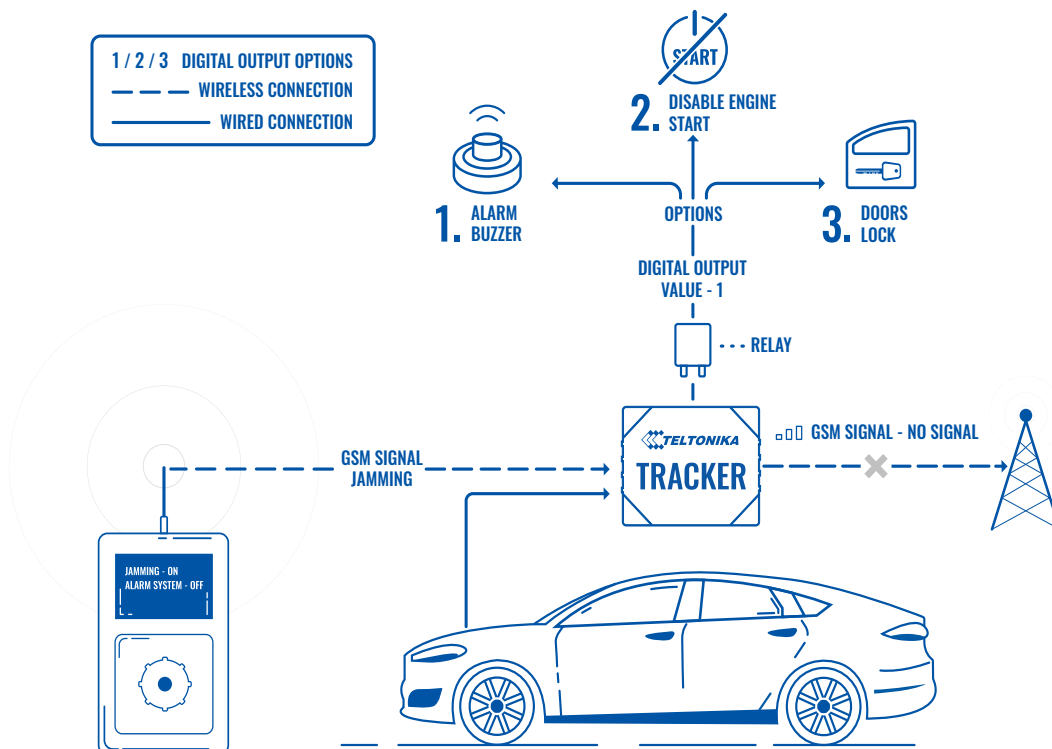 1 / 2 / 3 DIGITAL OUTPUT OPTIONS
WIRELESS CONNECTION
WIRED CONNECTION
START
2. DISABLE ENGINE
START
1. ALARM
BUZZER
OPTIONS
3. DOORS
LOCK
DIGITAL OUTPUT
VALUE - 1
RELAY
TELTONIKA
TRACKER
GSM SIGNAL - NO SIGNAL
GSM SIGNAL
JAMMING
JAMMING - ON
ALARM SYSTEM - OFF